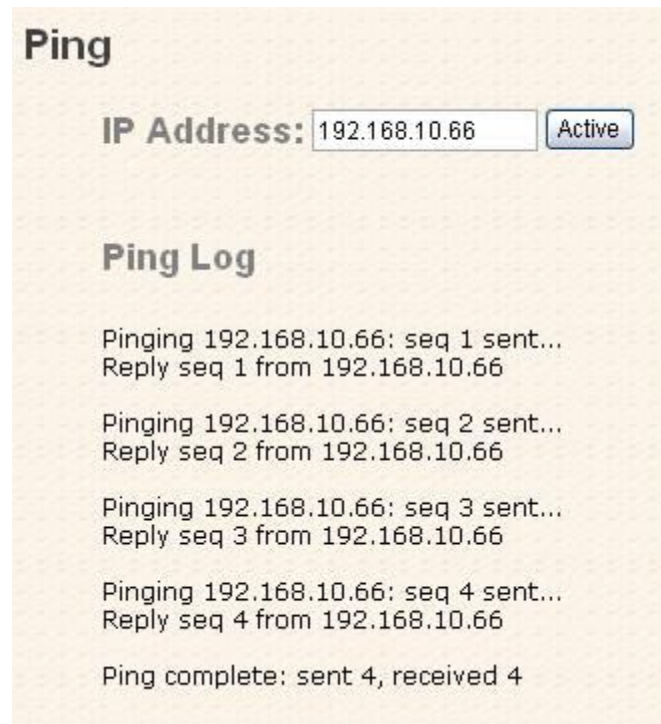 Ping
IP Address: 192.168.10.66 Active
Ping Log
Pinging 192.168.10.66: seq 1 sent...
Reply seq 1 from 192.168.10.66
Pinging 192.168.10.66: seq 2 sent...
Reply seq 2 from 192.168.10.66
Pinging 192.168.10.66: seq 3 sent...
Reply seq 3 from 192.168.10.66
Pinging 192.168.10.66: seq 4 sent...
Reply seq 4 from 192.168.10.66
Ping complete: sent 4, received 4